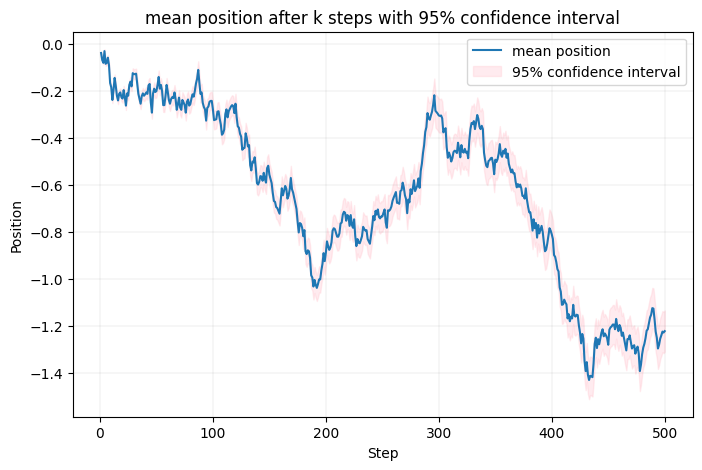 mean position after k steps with 95% confidence interval
mean position
95% confidence interval
0.0
−0.2
−0.4
−0.6
−0.8
−1.0
−1.2
−1.4
Position
0
100
200
300
400
500
Step